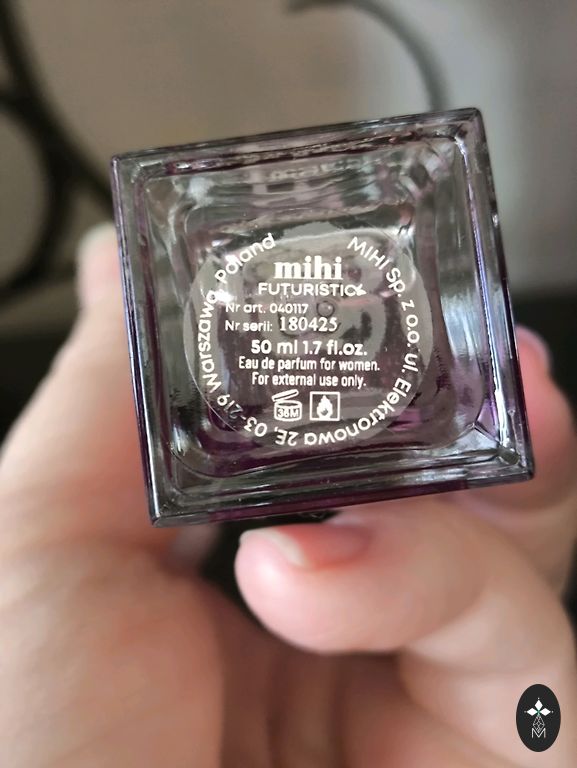 mihi
FUTURISTIC
Nr art. 040117
Nr serii: 180425
50 ml 1.7 fl.oz.
Eau de parfum for women.
For external use only.
36M
MIHI Sp. z o.o. ul. Elektronowa 2E, 03-219 Warszawa, Poland
M